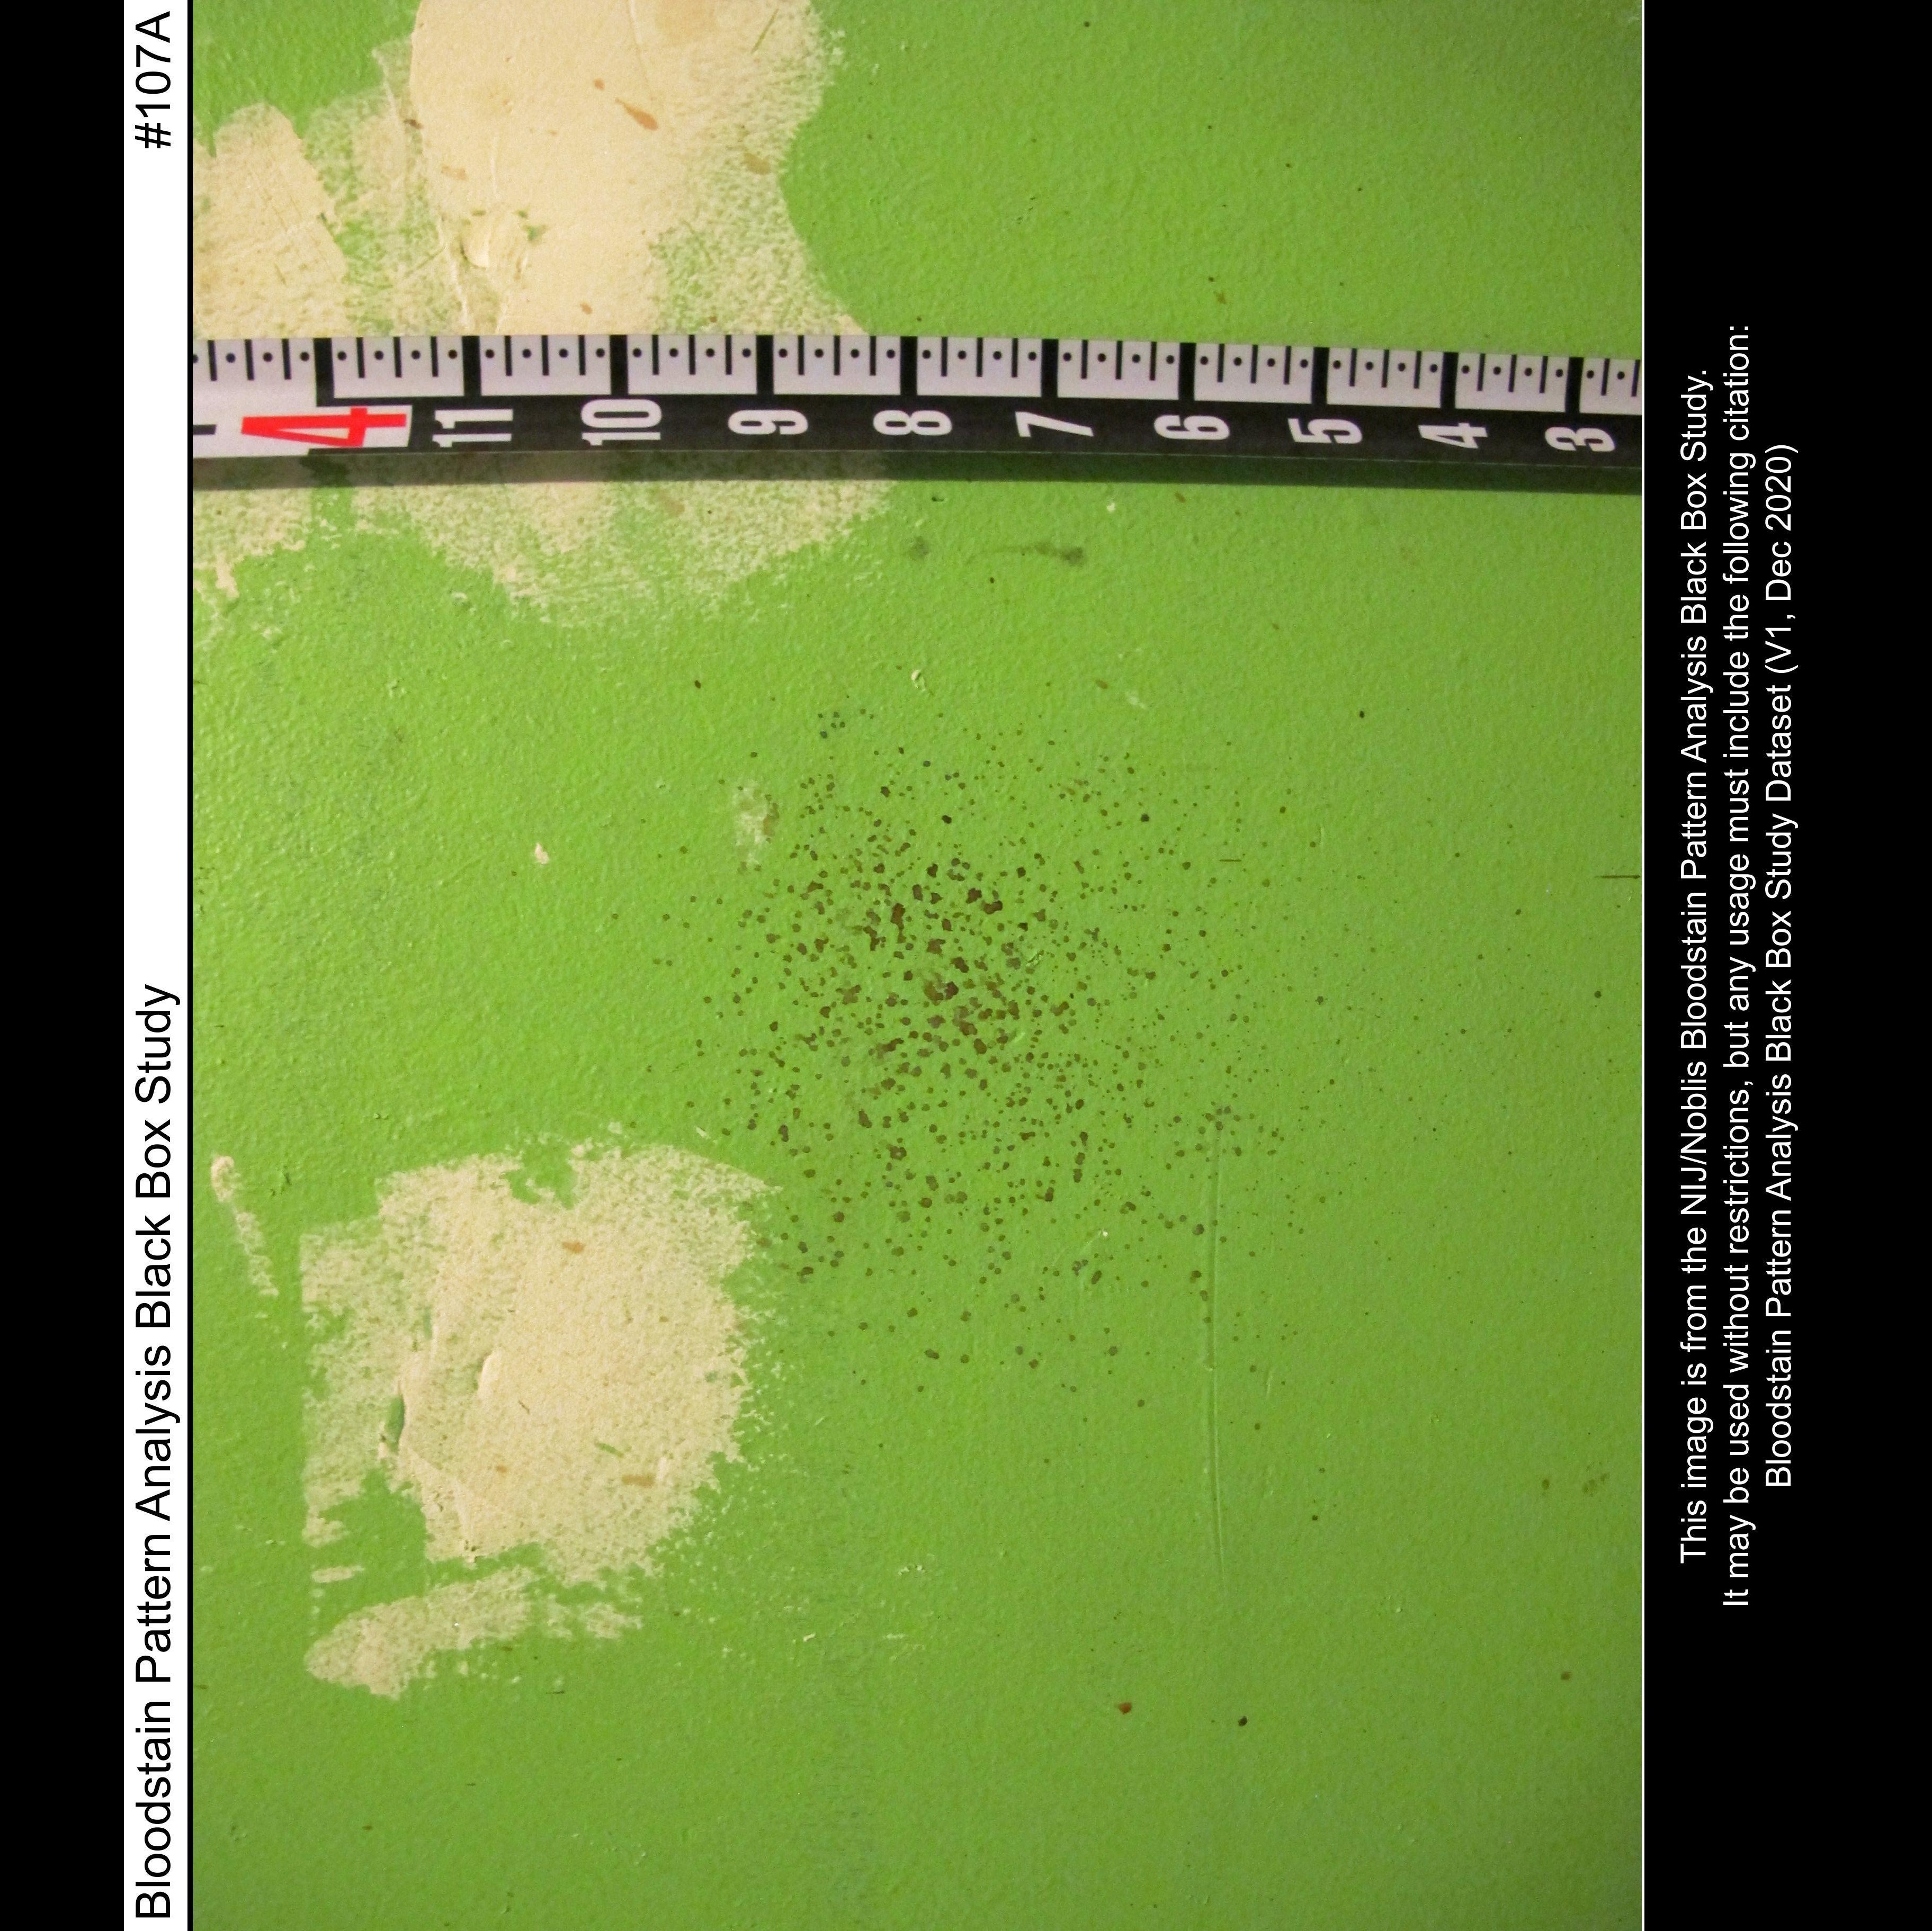 Bloodstain Pattern Analysis Black Box Study #107A
4 11 10 9 8 7 6 5 4 3
This image is from the NIJ/Noblis Bloodstain Pattern Analysis Black Box Study.
It may be used without restrictions, but any usage must include the following citation:
Bloodstain Pattern Analysis Black Box Study Dataset (V1, Dec 2020)